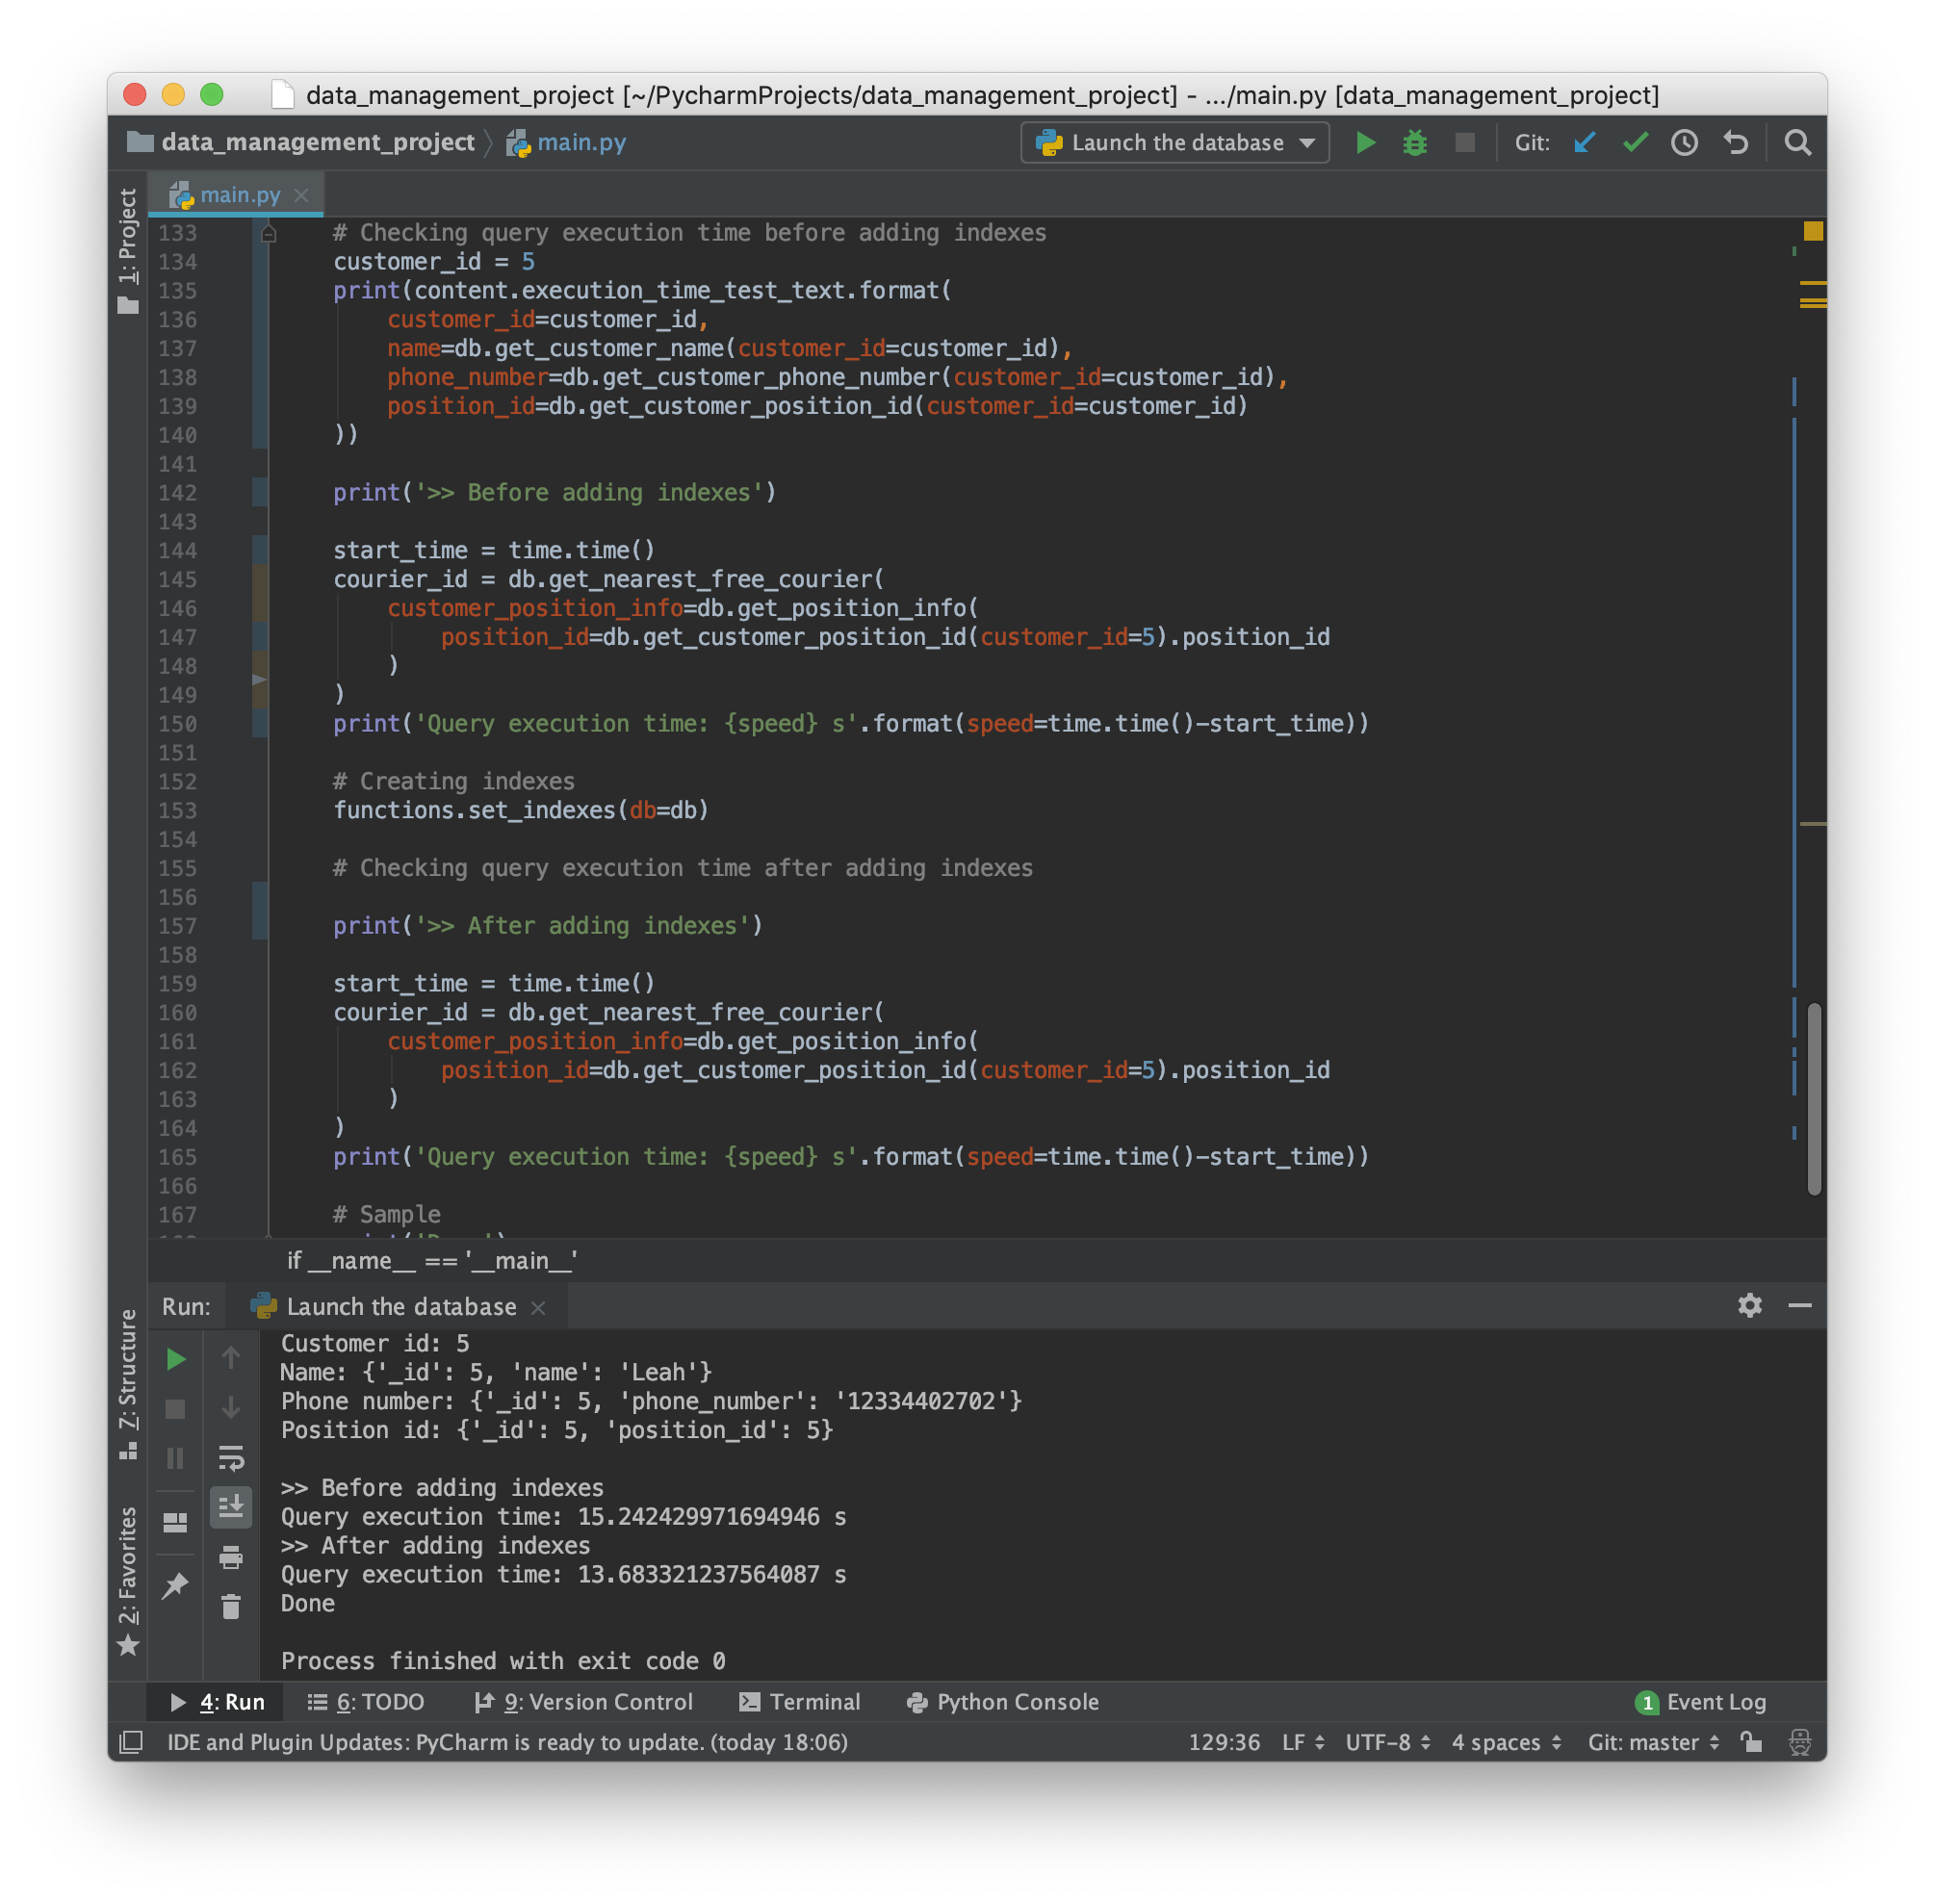 data_management_project [~/PycharmProjects/data_management_project] - .../main.py [data_management_project]
data_management_project main.py Launch the database Git:
main.py
1: Project
133 # Checking query execution time before adding indexes
134 customer_id = 5
135 print(content.execution_time_test_text.format(
136 customer_id=customer_id,
137 name=db.get_customer_name(customer_id=customer_id),
138 phone_number=db.get_customer_phone_number(customer_id=customer_id),
139 position_id=db.get_customer_position_id(customer_id=customer_id)
140 ))
141
142 print('>> Before adding indexes')
143
144 start_time = time.time()
145 courier_id = db.get_nearest_free_courier(
146 customer_position_info=db.get_position_info(
147 position_id=db.get_customer_position_id(customer_id=5).position_id
148 )
149 )
150 print('Query execution time: {speed} s'.format(speed=time.time()-start_time))
151
152 # Creating indexes
153 functions.set_indexes(db=db)
154
155 # Checking query execution time after adding indexes
156
157 print('>> After adding indexes')
158
159 start_time = time.time()
160 courier_id = db.get_nearest_free_courier(
161 customer_position_info=db.get_position_info(
162 position_id=db.get_customer_position_id(customer_id=5).position_id
163 )
164 )
165 print('Query execution time: {speed} s'.format(speed=time.time()-start_time))
166
167 # Sample
if __name__ == '__main__'
Run: Launch the database
7: Structure
2: Favorites
Customer id: 5
Name: {'_id': 5, 'name': 'Leah'}
Phone number: {'_id': 5, 'phone_number': '12334402702'}
Position id: {'_id': 5, 'position_id': 5}
>> Before adding indexes
Query execution time: 15.242429971694946 s
>> After adding indexes
Query execution time: 13.683321237564087 s
Done
Process finished with exit code 0
4: Run 6: TODO 9: Version Control Terminal Python Console 1 Event Log
IDE and Plugin Updates: PyCharm is ready to update. (today 18:06) 129:36 LF UTF-8 4 spaces Git: master